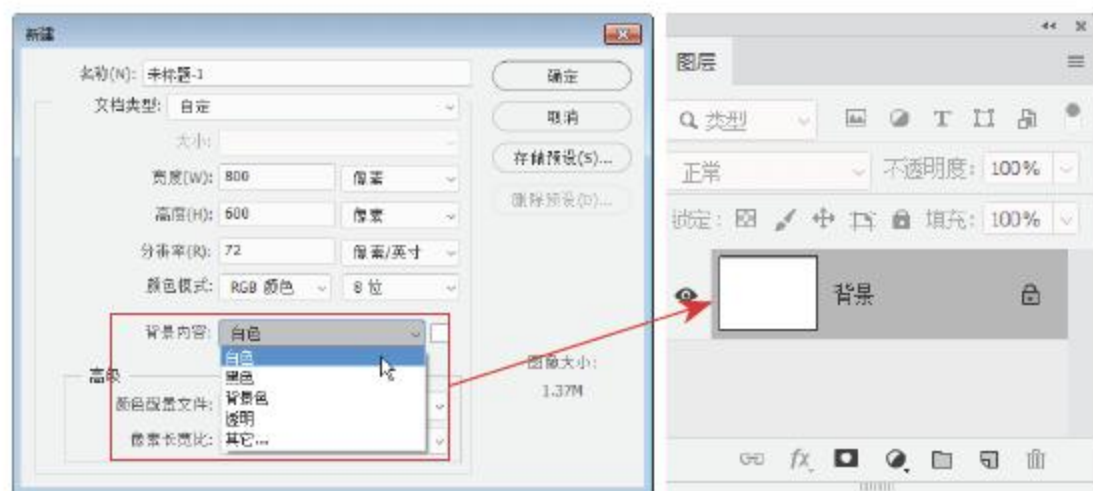 新建
名称(N): 未标题-1
确定
文档类型: 自定
取消
大小:
存储预设(S)...
宽度(W): 800 像素
删除预设(D)...
高度(H): 600 像素
分辨率(R): 72 像素/英寸
颜色模式: RGB 颜色 8 位
背景内容: 白色
白色
图像大小:
高级
黑色
1.37M
颜色配置文件: 背景色
透明
像素长宽比: 其它...
图层
类型
正常 不透明度: 100%
锁定: 填充: 100%
背景